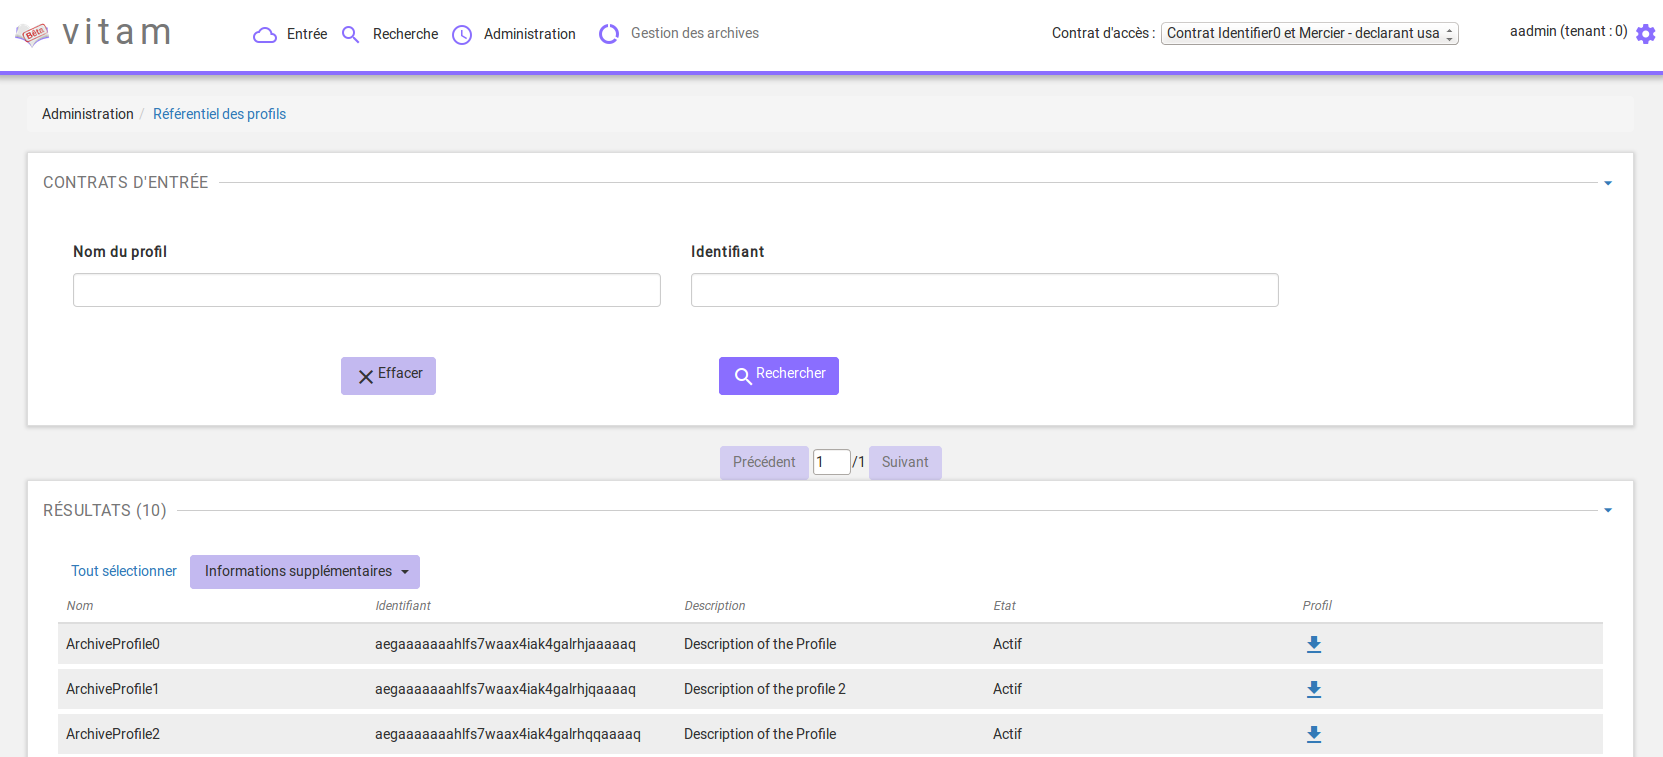 Bêta vitam Entrée Recherche Administration Gestion des archives Contrat d'accès : Contrat Identifier0 et Mercier - declarant usa aadmin (tenant : 0)
Administration / Référentiel des profils
CONTRATS D'ENTRÉE
Nom du profil Identifiant
Effacer Rechercher
Précédent 1 /1 Suivant
RÉSULTATS (10)
Tout sélectionner Informations supplémentaires
Nom Identifiant Description Etat Profil
ArchiveProfile0 aegaaaaaaahlfs7waax4iak4galrhjaaaaaq Description of the Profile Actif
ArchiveProfile1 aegaaaaaaahlfs7waax4iak4galrhjqaaaaq Description of the profile 2 Actif
ArchiveProfile2 aegaaaaaaahlfs7waax4iak4galrhqqaaaaq Description of the Profile Actif